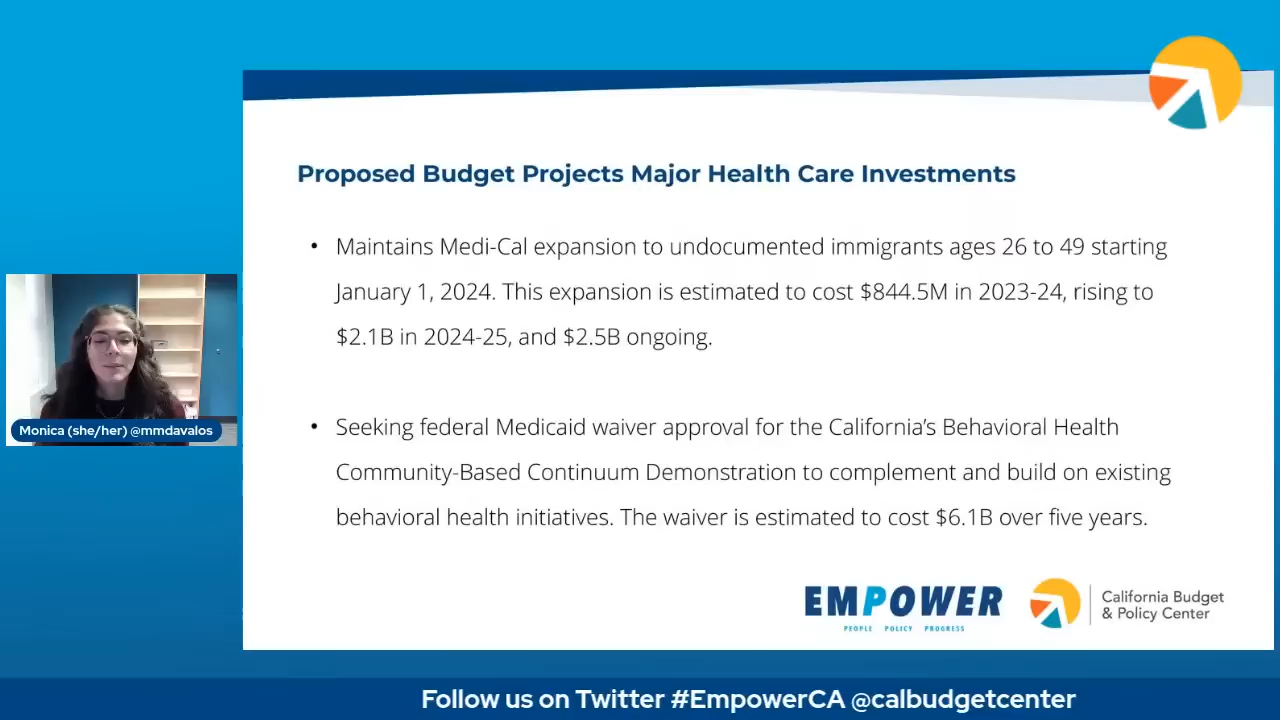 Proposed Budget Projects Major Health Care Investments
• Maintains Medi-Cal expansion to undocumented immigrants ages 26 to 49 starting
January 1, 2024. This expansion is estimated to cost $844.5M in 2023-24, rising to
$2.1B in 2024-25, and $2.5B ongoing.
• Seeking federal Medicaid waiver approval for the California’s Behavioral Health
Community-Based Continuum Demonstration to complement and build on existing
behavioral health initiatives. The waiver is estimated to cost $6.1B over five years.
Monica (she/her) @mmdavalos
EMPOWER
PEOPLE POLICY PROGRESS
California Budget
& Policy Center
Follow us on Twitter #EmpowerCA @calbudgetcenter